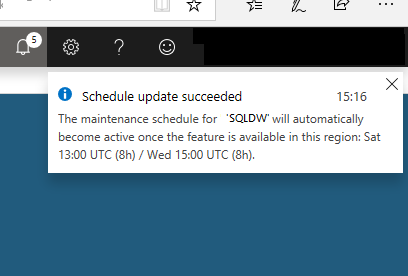 5
?
Schedule update succeeded 15:16
The maintenance schedule for 'SQLDW' will automatically
become active once the feature is available in this region: Sat
13:00 UTC (8h) / Wed 15:00 UTC (8h).